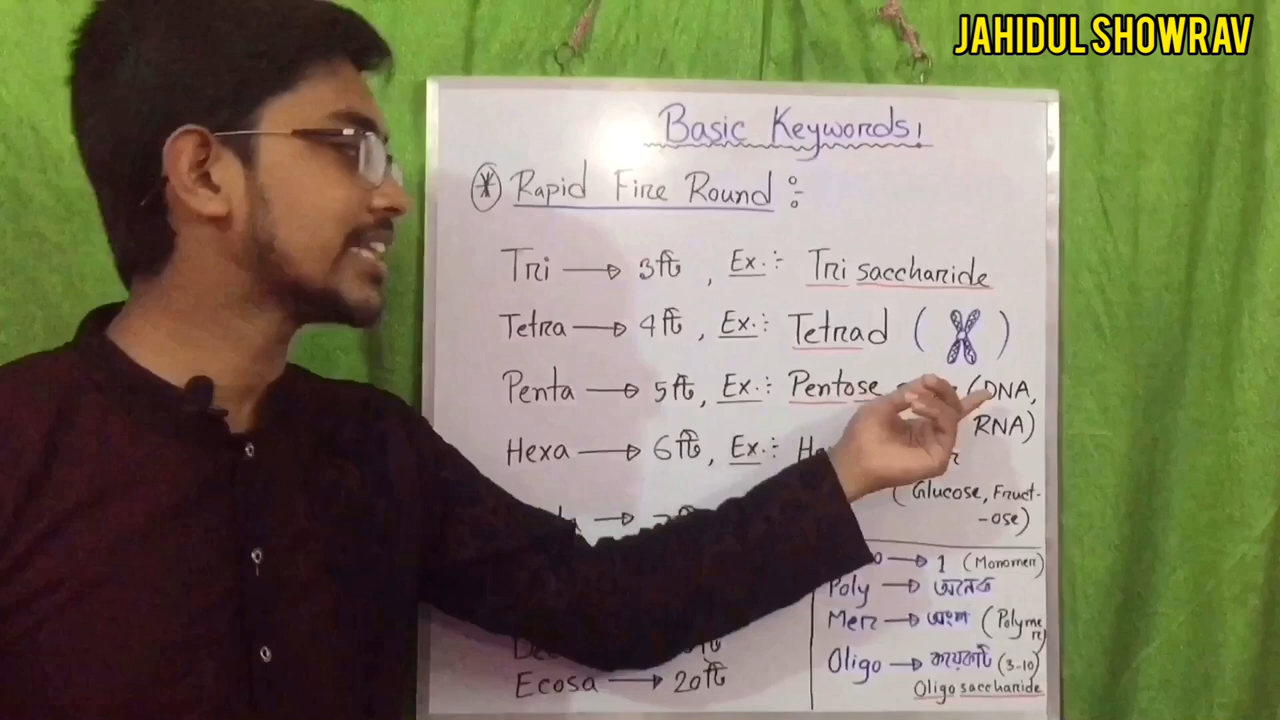 JAHIDUL SHOWRAV
Basic Keywords!
* Rapid Fire Round :-
Tri → 3টি, Ex.: Trisaccharide
Tetra → 4টি, Ex.: Tetrad ( )
Penta → 5টি, Ex.: Pentose (DNA,
RNA)
Hexa → 6টি, Ex.:
(Glucose, Fruct-
-ose)
→ 1 (Monomer)
Poly → অনেক
Mer → অংশ (Polyme
r)
Oligo → কয়েকটি (3-10)
Oligosaccharide
Ecosa → 20টি